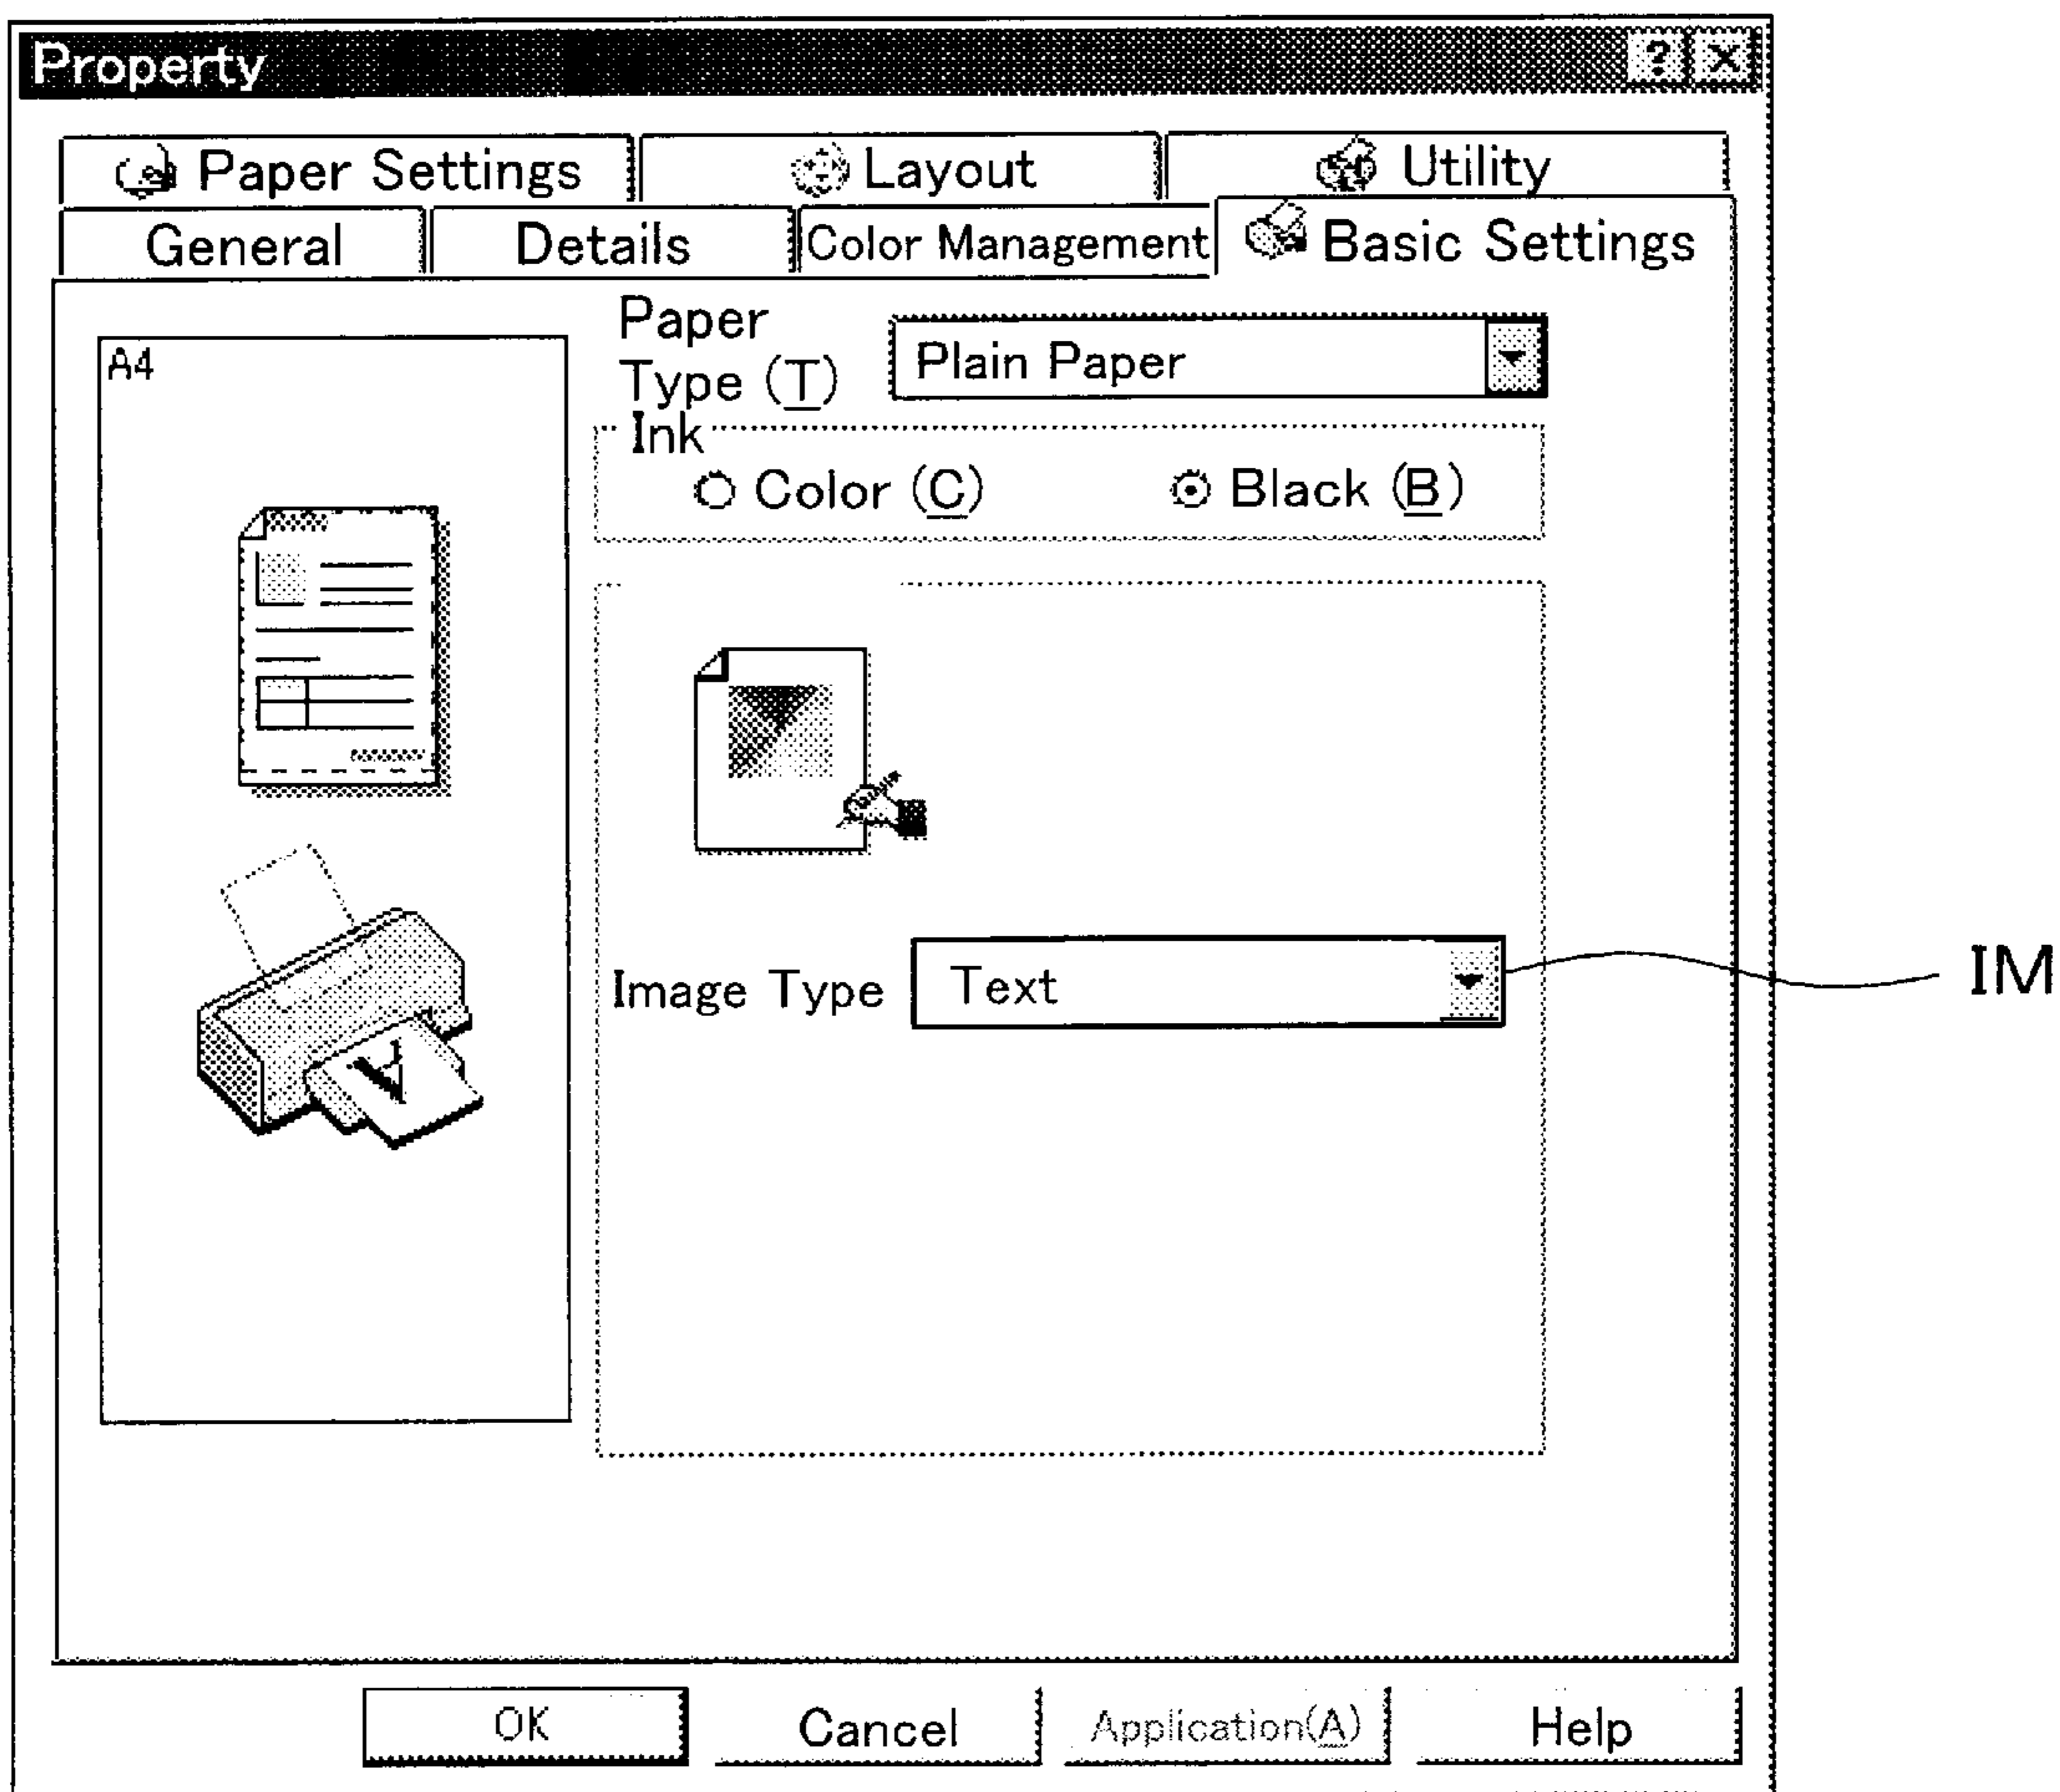 Property
? X
Paper Settings Layout Utility
General Details Color Management Basic Settings
A4
Paper
Type (T)
Plain Paper
Ink
Color (C) Black (B)
Image Type Text
IM
A
OK Cancel Application(A) Help